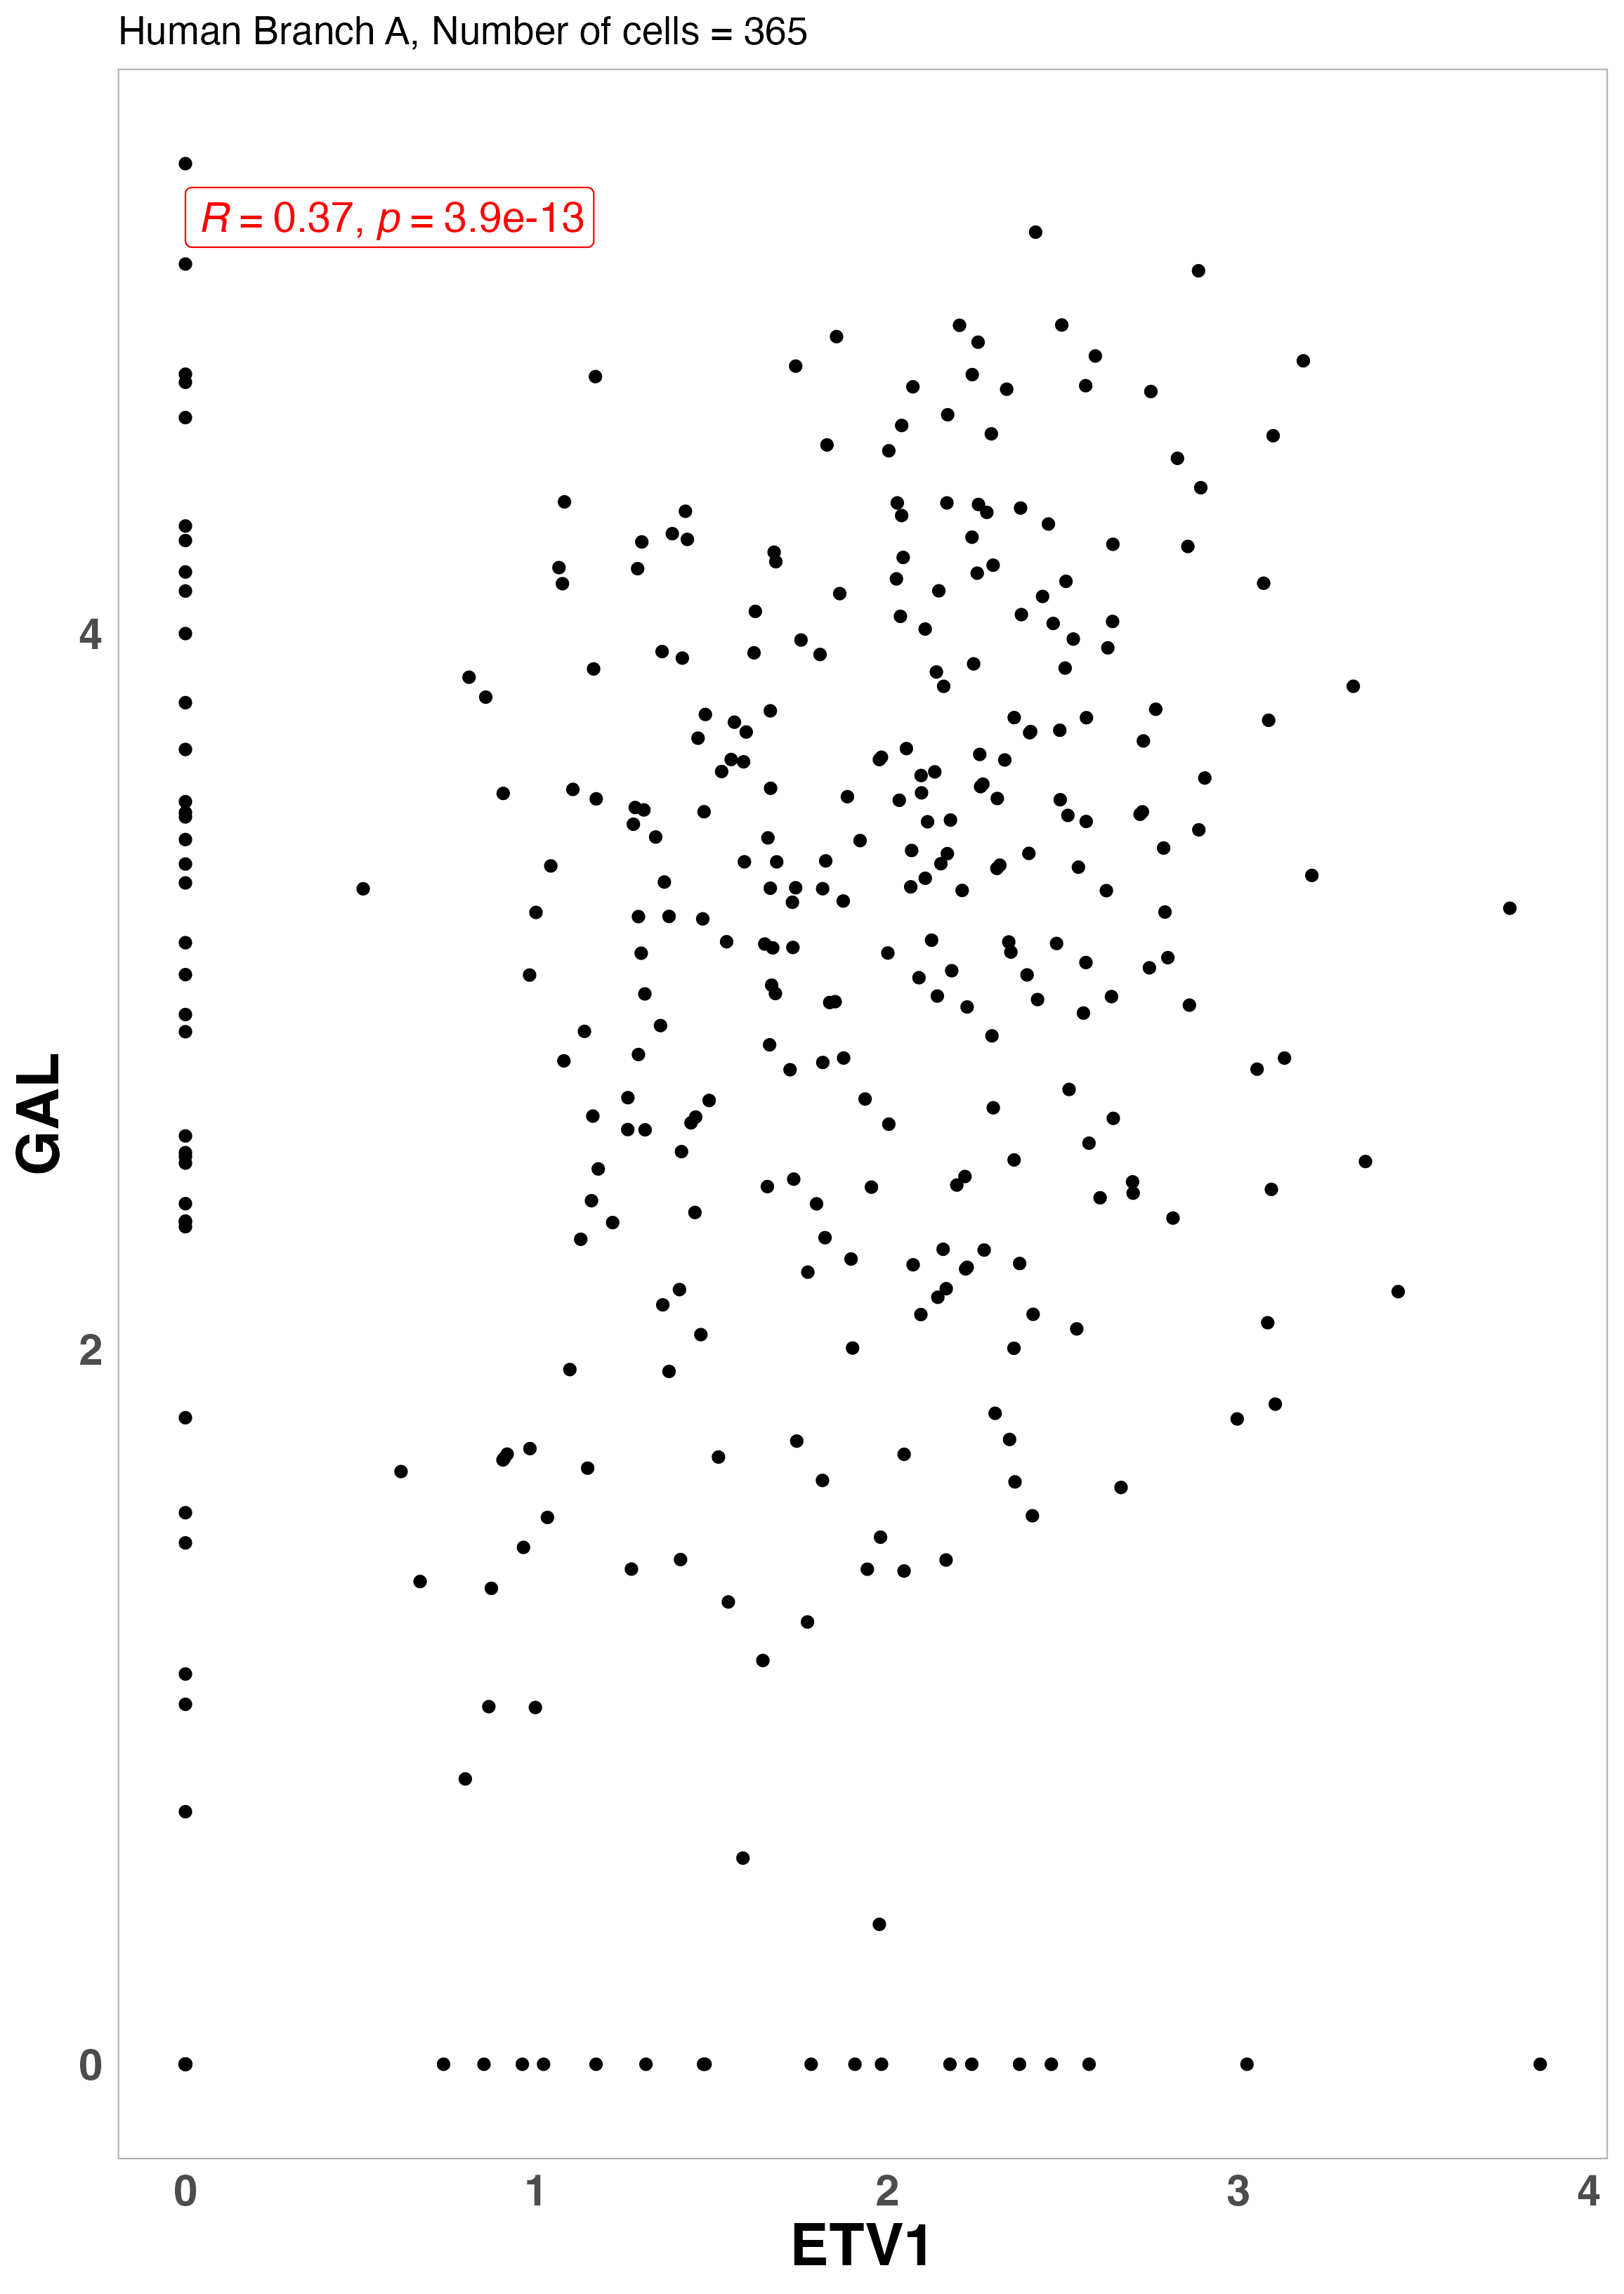 Human Branch A, Number of cells = 365
R = 0.37, p = 3.9e-13
4
2
0
GAL
0 1 2 3 4
ETV1